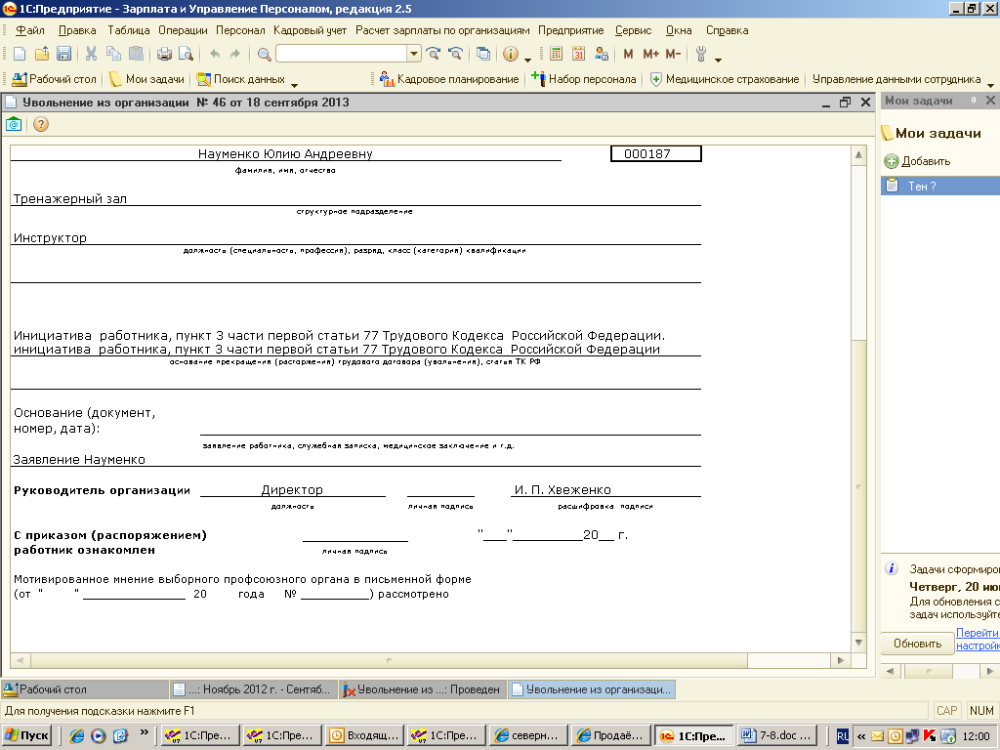 1С:Предприятие - Зарплата и Управление Персоналом, редакция 2.5
Файл Правка Таблица Операции Персонал Кадровый учет Расчет зарплаты по организациям Предприятие Сервис Окна Справка
M M+ M-
Рабочий стол Мои задачи Поиск данных Кадровое планирование Набор персонала Медицинское страхование Управление данными сотрудника
Увольнение из организации № 46 от 18 сентября 2013
Мои задачи
Мои задачи
Добавить
Тен ?
Науменко Юлию Андреевну 000187
фамилия, имя, отчество
Тренажерный зал
структурное подразделение
Инструктор
должность (специальность, профессия), разряд, класс (категория) квалификации
Инициатива работника, пункт 3 части первой статьи 77 Трудового Кодекса Российской Федерации.
инициатива работника, пункт 3 части первой статьи 77 Трудового Кодекса Российской Федерации
основание прекращения (расторжения) трудового договора (увольнения), статья ТК РФ
Основание (документ,
номер, дата):
заявление работника, служебная записка, медицинское заключение и т.д.
Заявление Науменко
Руководитель организации Директор И. П. Хвеженко
должность личная подпись расшифровка подписи
С приказом (распоряжением) "___"__________20__ г.
работник ознакомлен личная подпись
Мотивированное мнение выборного профсоюзного органа в письменной форме
(от " " _______________ 20 года № __________) рассмотрено
Задачи сформиро
Четверг, 20 ию
Для обновления с
задач используйте
Обновить
Перейти
настройк
Рабочий стол ...: Ноябрь 2012 г. - Сентяб... Увольнение из ...: Проведен Увольнение из организаци...
Для получения подсказки нажмите F1 CAP NUM
Пуск » 1С:Пре... 1С:Пре... Входящ... 1С:Пре... северн... Продаё... 1С:Пре... 7-8.doc ... RU « 12:00